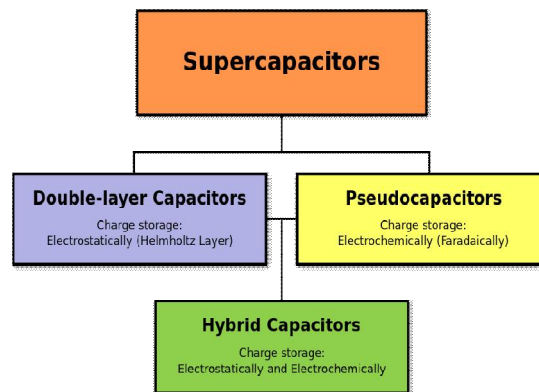 Supercapacitors
Double-layer Capacitors
Charge storage:
Electrostatically (Helmholtz Layer)
Pseudocapacitors
Charge storage:
Electrochemically (Faradaically)
Hybrid Capacitors
Charge storage:
Electrostatically and Electrochemically